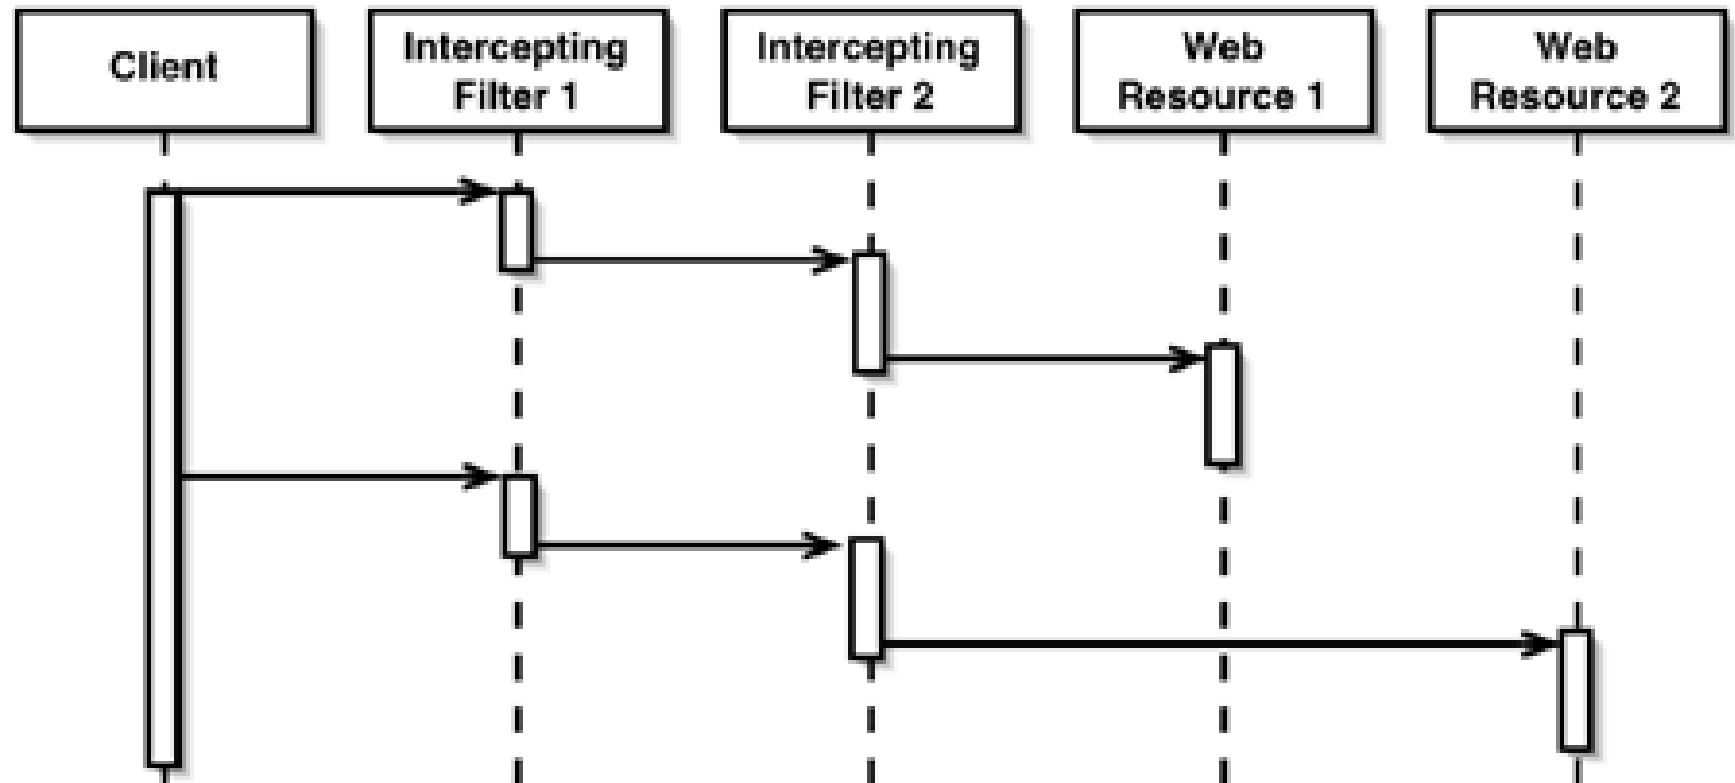 Client
Intercepting
Filter 1
Intercepting
Filter 2
Web
Resource 1
Web
Resource 2